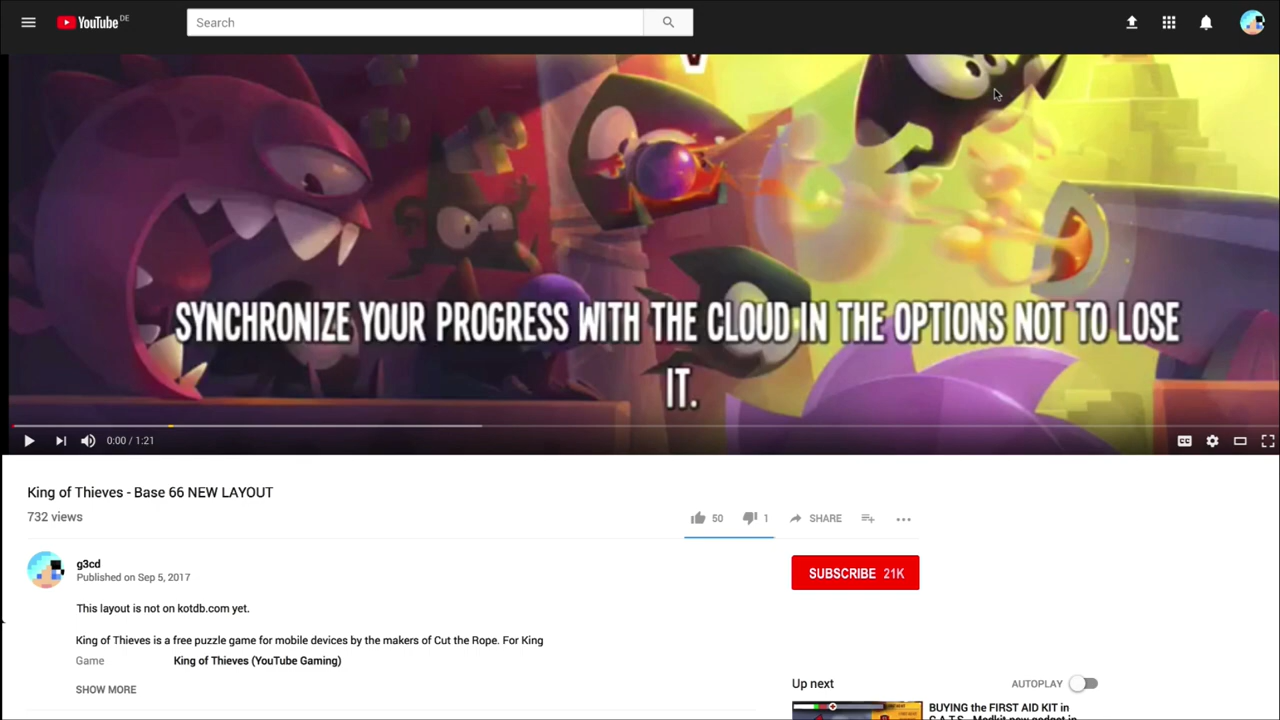 YouTube DE
Search
SYNCHRONIZE YOUR PROGRESS WITH THE CLOUD IN THE OPTIONS NOT TO LOSE
IT.
0:00 / 1:21
CC
King of Thieves - Base 66 NEW LAYOUT
732 views
50 1 SHARE
g3cd
Published on Sep 5, 2017
SUBSCRIBE 21K
This layout is not on kotdb.com yet.
King of Thieves is a free puzzle game for mobile devices by the makers of Cut the Rope. For King
Game King of Thieves (YouTube Gaming)
SHOW MORE
Up next AUTOPLAY
BUYING the FIRST AID KIT in